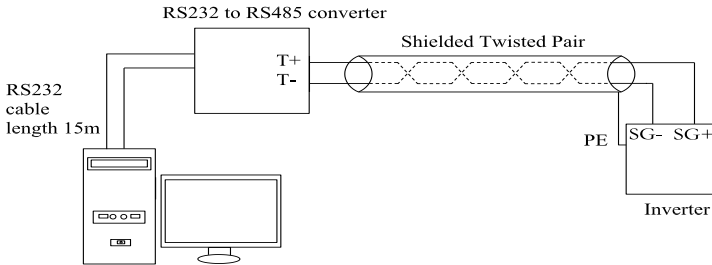 RS232 to RS485 converter
Shielded Twisted Pair
T+
T-
RS232
cable
length 15m
PE
SG- SG+
Inverter